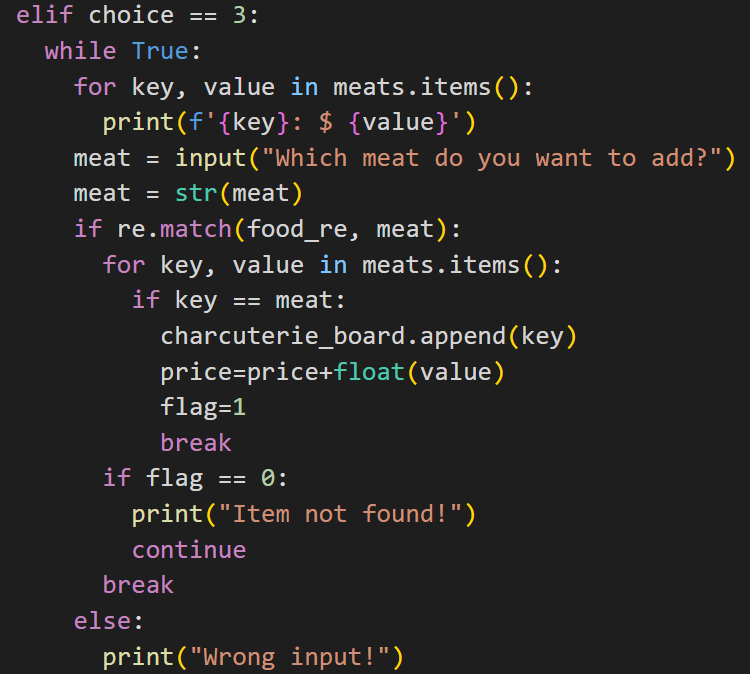 elif choice == 3:
  while True:
    for key, value in meats.items():
      print(f'{key}: $ {value}')
    meat = input("Which meat do you want to add?")
    meat = str(meat)
    if re.match(food_re, meat):
      for key, value in meats.items():
        if key == meat:
          charcuterie_board.append(key)
          price=price+float(value)
          flag=1
          break
      if flag == 0:
        print("Item not found!")
        continue
      break
    else:
      print("Wrong input!")